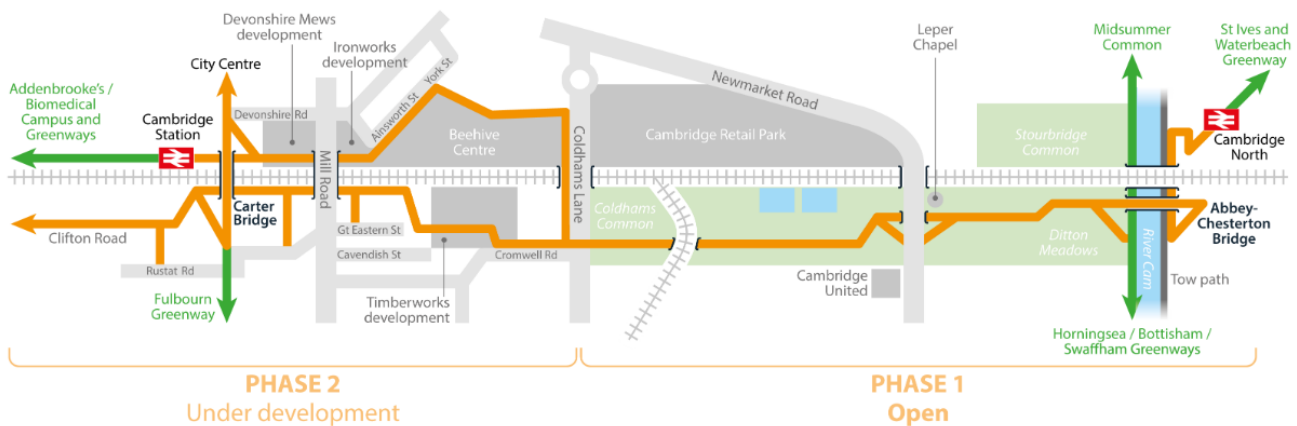 Devonshire Mews
development
Ironworks
development
City Centre
Addenbrooke's /
Biomedical
Campus and
Greenways
Cambridge
Station
Devonshire Rd
Ainsworth St
York St
Mill Road
Beehive
Centre
Coldhams Lane
Cambridge Retail Park
Newmarket Road
Leper
Chapel
Midsummer
Common
St Ives and
Waterbeach
Greenway
Stourbridge
Common
Cambridge
North
Carter
Bridge
Clifton Road
Rustat Rd
Fulbourn
Greenway
Gt Eastern St
Cavendish St
Cromwell Rd
Timberworks
development
Coldhams
Common
Cambridge
United
Ditton
Meadows
River Cam
Abbey-
Chesterton
Bridge
Tow path
Horningsea / Bottisham /
Swaffham Greenways
PHASE 2
Under development
PHASE 1
Open